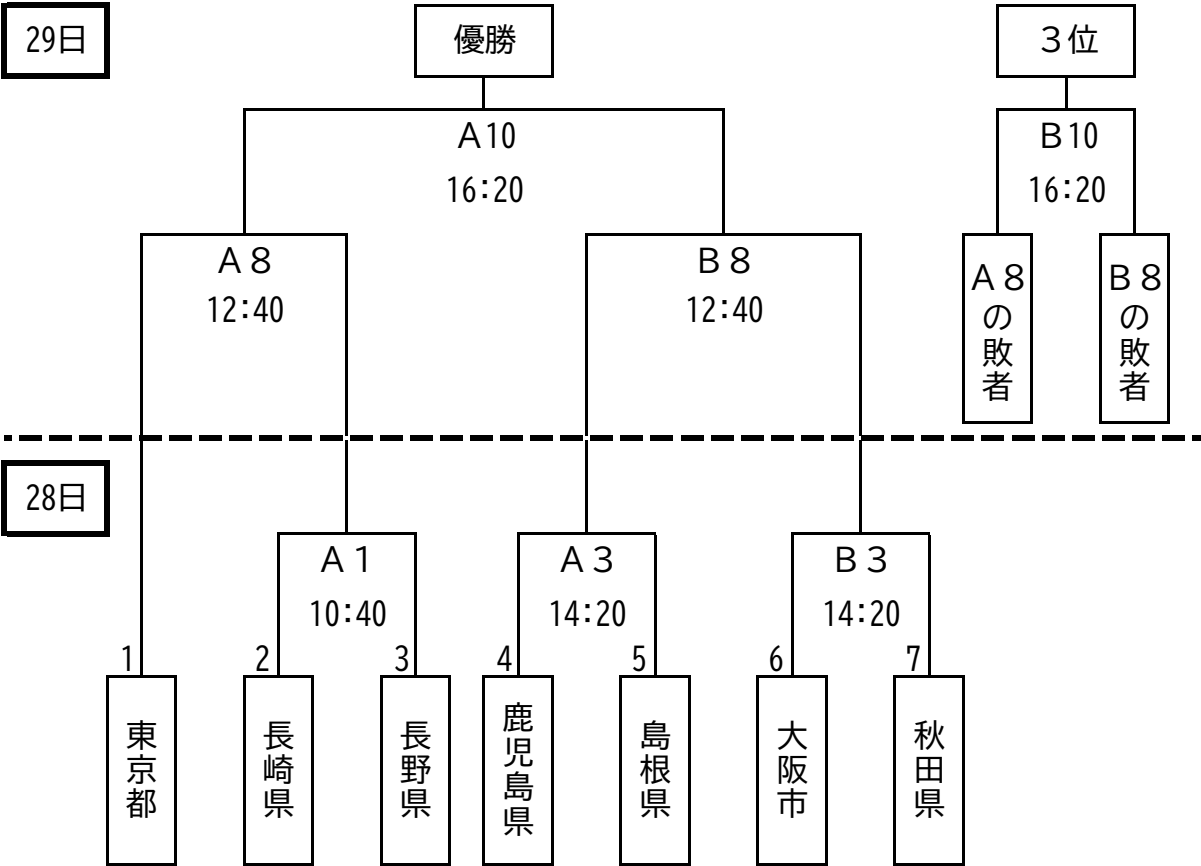 29日
優勝
３位
Ａ10
16:20
Ｂ10
16:20
Ａ８
12:40
Ｂ８
12:40
Ａ８の敗者
Ｂ８の敗者
28日
Ａ１
10:40
Ａ３
14:20
Ｂ３
14:20
1
2
3
4
5
6
7
東京都
長崎県
長野県
鹿児島県
島根県
大阪市
秋田県